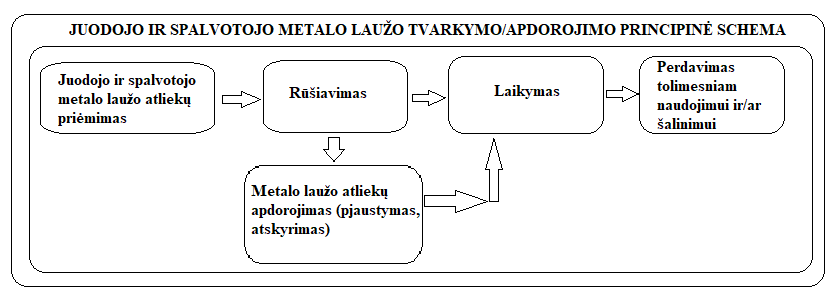 JUODOJO IR SPALVOTOJO METALO LAUŽO TVARKYMO/APDOROJIMO PRINCIPINĖ SCHEMA
Juodojo ir spalvotojo
metalo laužo atliekų
priėmimas
Rūšiavimas
Laikymas
Perdavimas
tolimesniam
naudojimui ir/ar
šalinimui
Metalo laužo atliekų
apdorojimas (pjaustymas,
atskyrimas)